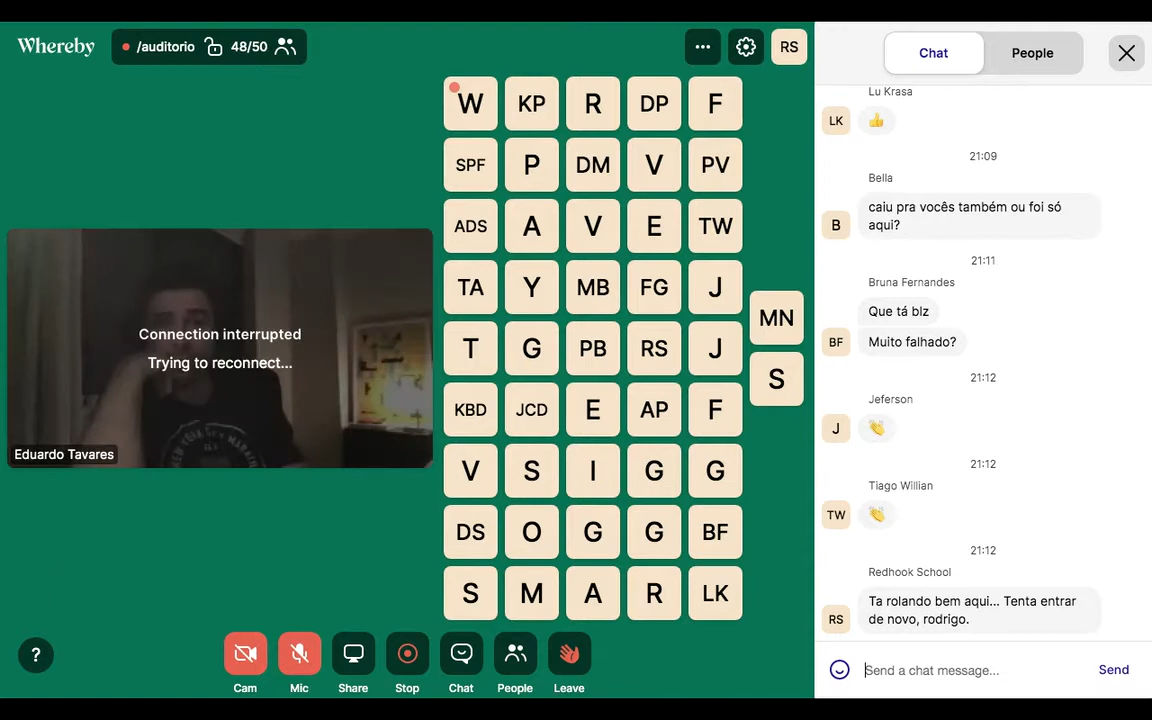 Whereby
/auditorio 48/50
RS
W KP R DP F
SPF P DM V PV
ADS A V E TW
TA Y MB FG J
T G PB RS J
KBD JCD E AP F
V S I G G
DS O G G BF
S M A R LK
MN
S
Connection interrupted
Trying to reconnect...
Eduardo Tavares
?
Cam Mic Share Stop Chat People Leave
Chat People
Lu Krasa
LK
21:09
Bella
caiu pra vocês também ou foi só
aqui?
B
21:11
Bruna Fernandes
Que tá blz
Muito falhado?
BF
21:12
Jeferson
J
21:12
Tiago Willian
TW
21:12
Redhook School
Ta rolando bem aqui... Tenta entrar
de novo, rodrigo.
RS
Send a chat message... Send